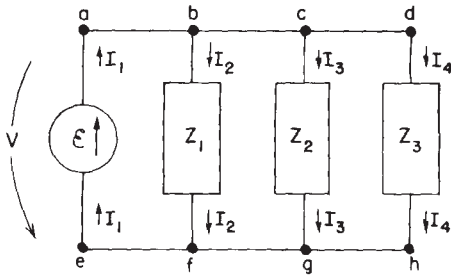 a b c d
↑I₁ ↓I₂ ↓I₃ ↓I₄
V ℰ↑ Z₁ Z₂ Z₃
↑I₁ ↓I₂ ↓I₃ ↓I₄
e f g h